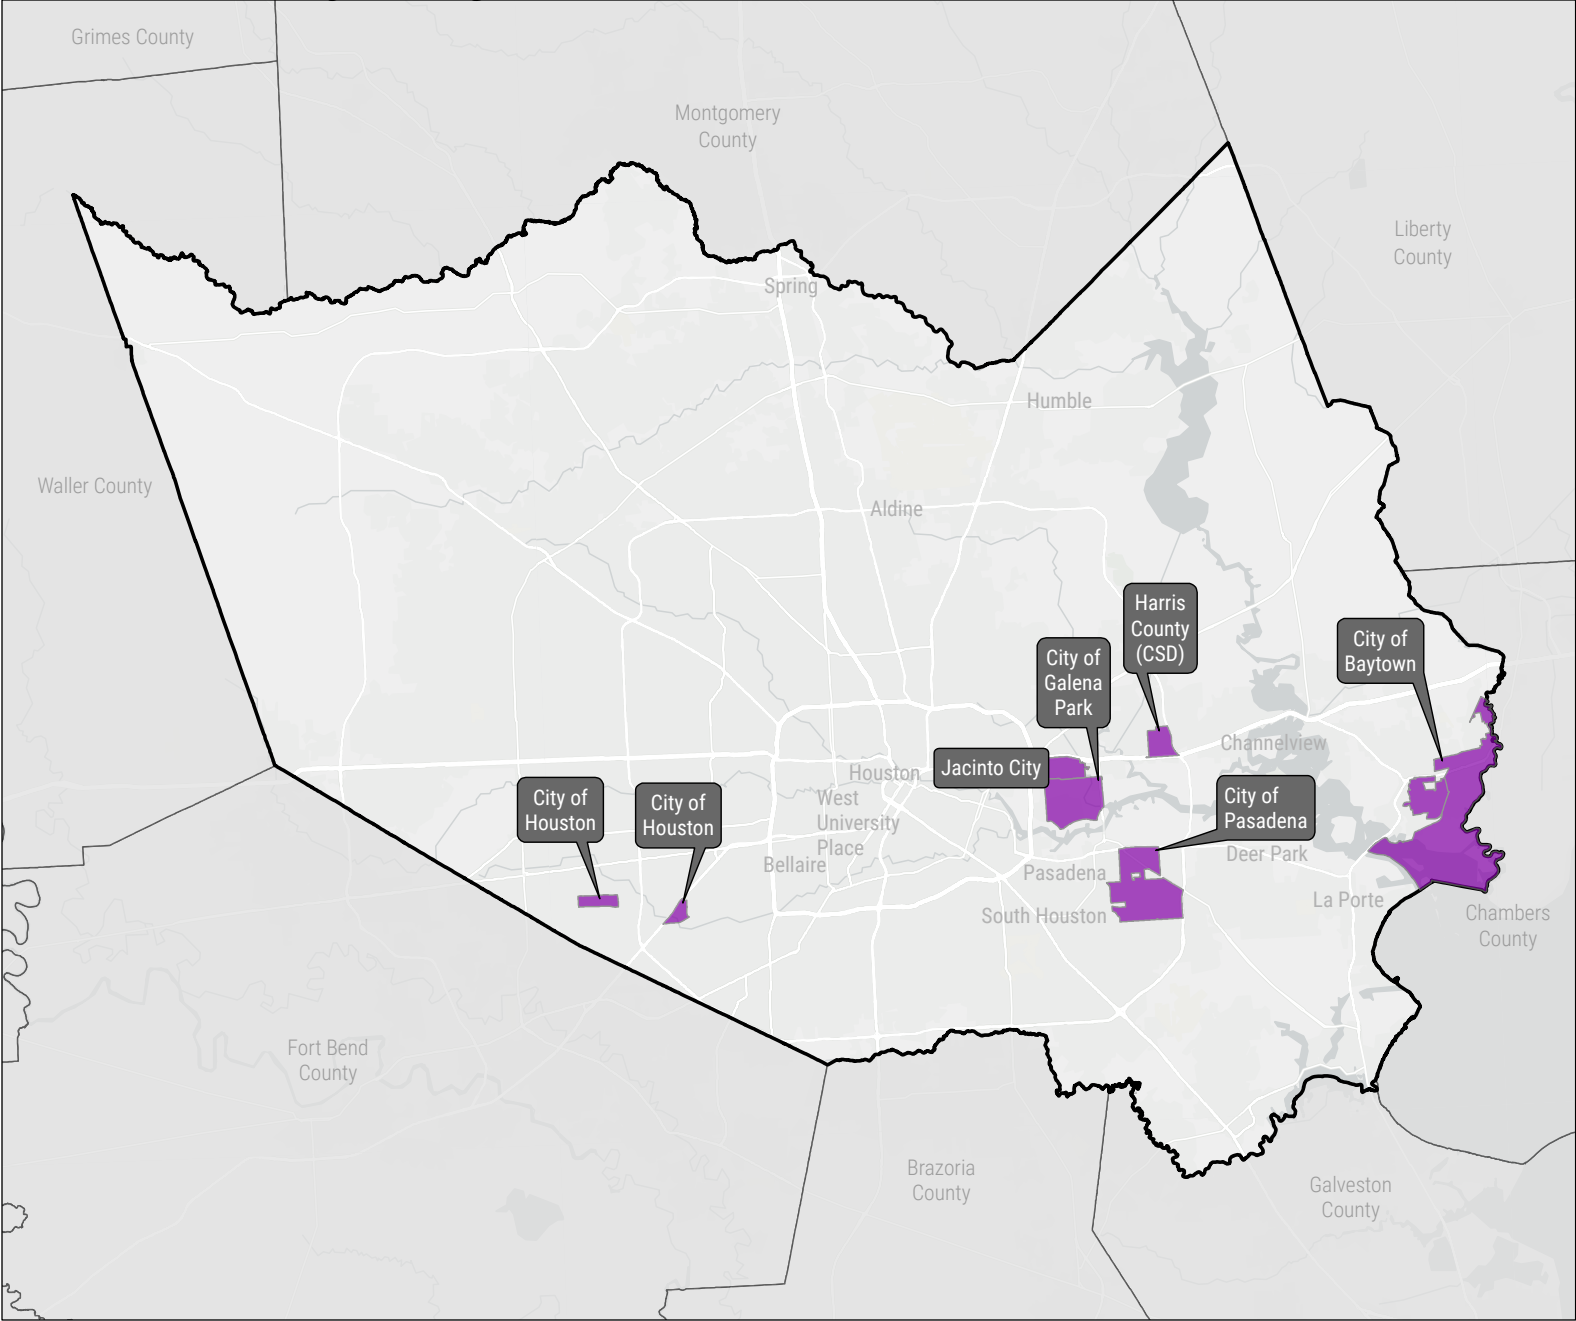 Grimes County
Montgomery
County
Liberty
County
Spring
Humble
Waller County
Aldine
Harris
County
(CSD)
City of
Galena
Park
City of
Baytown
Channelview
Jacinto City
Houston
City of
Houston
City of
Houston
West
University
Place
City of
Pasadena
Bellaire
Deer Park
Pasadena
La Porte
South Houston
Chambers
County
Fort Bend
County
Brazoria
County
Galveston
County